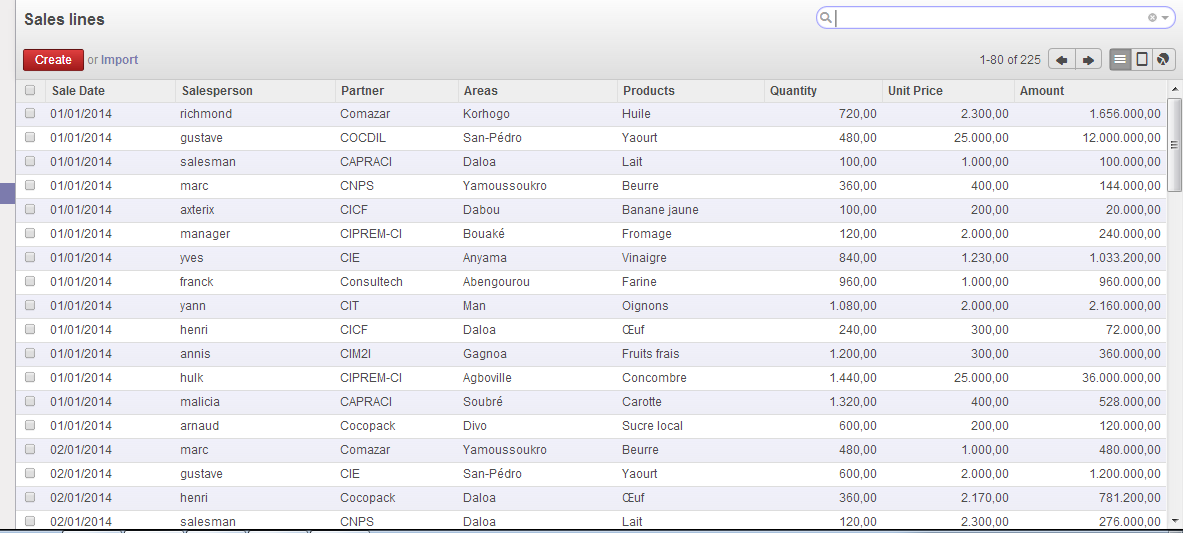 Sales lines
Create or Import
1-80 of 225
Sale Date Salesperson Partner Areas Products Quantity Unit Price Amount
01/01/2014 richmond Comazar Korhogo Huile 720,00 2.300,00 1.656.000,00
01/01/2014 gustave COCDIL San-Pédro Yaourt 480,00 25.000,00 12.000.000,00
01/01/2014 salesman CAPRACI Daloa Lait 100,00 1.000,00 100.000,00
01/01/2014 marc CNPS Yamoussoukro Beurre 360,00 400,00 144.000,00
01/01/2014 axterix CICF Dabou Banane jaune 100,00 200,00 20.000,00
01/01/2014 manager CIPREM-CI Bouaké Fromage 120,00 2.000,00 240.000,00
01/01/2014 yves CIE Anyama Vinaigre 840,00 1.230,00 1.033.200,00
01/01/2014 franck Consultech Abengourou Farine 960,00 1.000,00 960.000,00
01/01/2014 yann CIT Man Oignons 1.080,00 2.000,00 2.160.000,00
01/01/2014 henri CICF Daloa Œuf 240,00 300,00 72.000,00
01/01/2014 annis CIM2I Gagnoa Fruits frais 1.200,00 300,00 360.000,00
01/01/2014 hulk CIPREM-CI Agboville Concombre 1.440,00 25.000,00 36.000.000,00
01/01/2014 malicia CAPRACI Soubré Carotte 1.320,00 400,00 528.000,00
01/01/2014 arnaud Cocopack Divo Sucre local 600,00 200,00 120.000,00
02/01/2014 marc Comazar Yamoussoukro Beurre 480,00 1.000,00 480.000,00
02/01/2014 gustave CIE San-Pédro Yaourt 600,00 2.000,00 1.200.000,00
02/01/2014 henri Cocopack Daloa Œuf 360,00 2.170,00 781.200,00
02/01/2014 salesman CNPS Daloa Lait 120,00 2.300,00 276.000,00